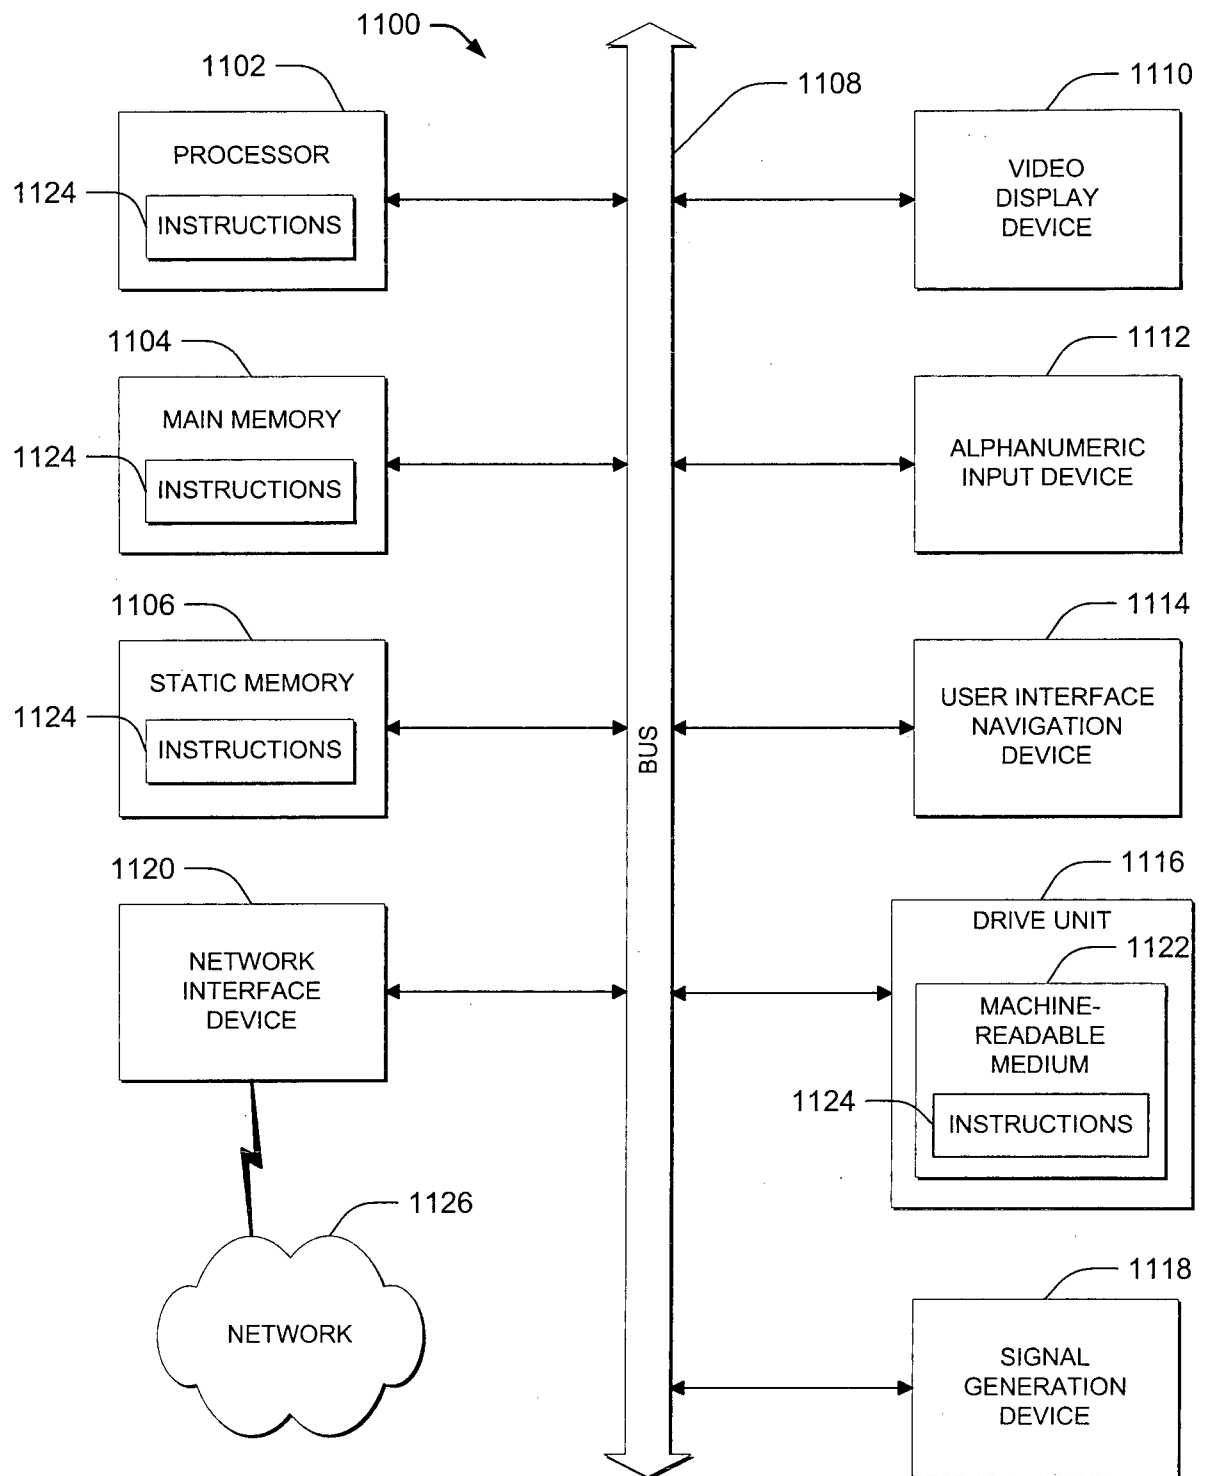 1100
1102
PROCESSOR
1124
INSTRUCTIONS
1104
MAIN MEMORY
1124
INSTRUCTIONS
1106
STATIC MEMORY
1124
INSTRUCTIONS
1120
NETWORK
INTERFACE
DEVICE
1126
NETWORK
1108
BUS
1110
VIDEO
DISPLAY
DEVICE
1112
ALPHANUMERIC
INPUT DEVICE
1114
USER INTERFACE
NAVIGATION
DEVICE
1116
DRIVE UNIT
1122
MACHINE-
READABLE
MEDIUM
1124
INSTRUCTIONS
1118
SIGNAL
GENERATION
DEVICE